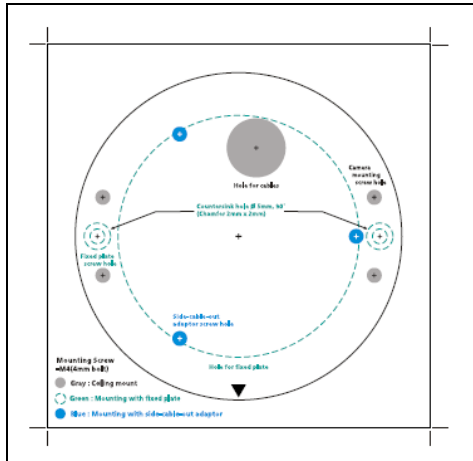 Hole for cables
Camera
mounting
screw hole
Countersink hole Ø 5mm, 90°
(Chamfer 2mm x 2mm)
Fixed plate
screw hole
Side-cable-out
adaptor screw hole
Hole for fixed plate
Mounting Screw
=M4(4mm bolt)
Gray : Ceiling mount
Green : Mounting with fixed plate
Blue : Mounting with side-cable-out adaptor